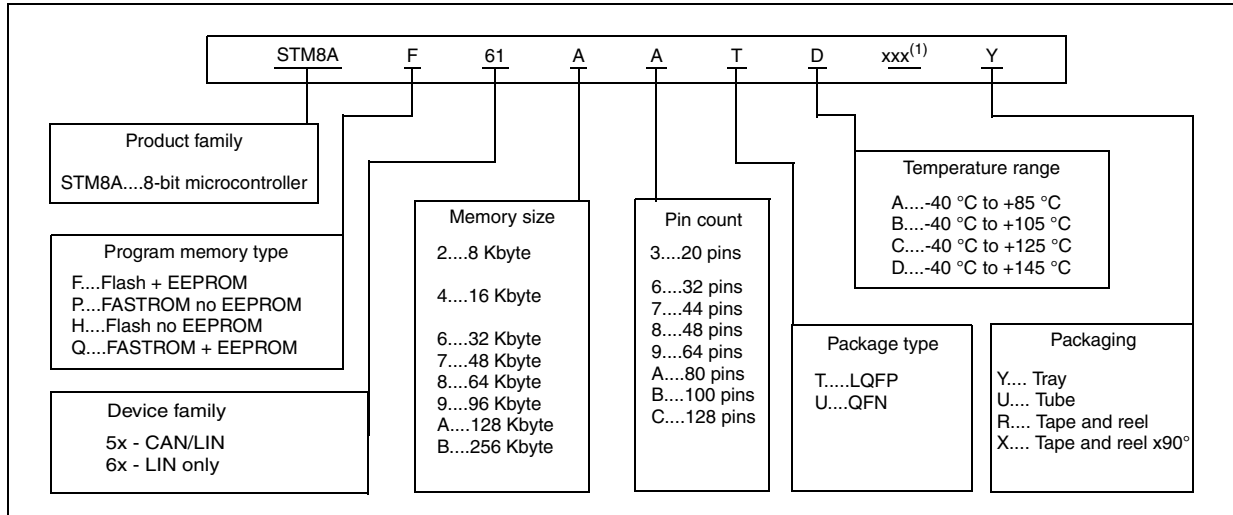 STM8A F 61 A A T D xxx(1) Y
Product family
STM8A....8-bit microcontroller
Program memory type
F....Flash + EEPROM
P....FASTROM no EEPROM
H....Flash no EEPROM
Q....FASTROM + EEPROM
Device family
5x - CAN/LIN
6x - LIN only
Memory size
2....8 Kbyte
4....16 Kbyte
6....32 Kbyte
7....48 Kbyte
8....64 Kbyte
9....96 Kbyte
A....128 Kbyte
B....256 Kbyte
Pin count
3....20 pins
6....32 pins
7....44 pins
8....48 pins
9....64 pins
A....80 pins
B....100 pins
C....128 pins
Package type
T.....LQFP
U....QFN
Temperature range
A....-40 °C to +85 °C
B....-40 °C to +105 °C
C....-40 °C to +125 °C
D....-40 °C to +145 °C
Packaging
Y.... Tray
U.... Tube
R.... Tape and reel
X.... Tape and reel x90°